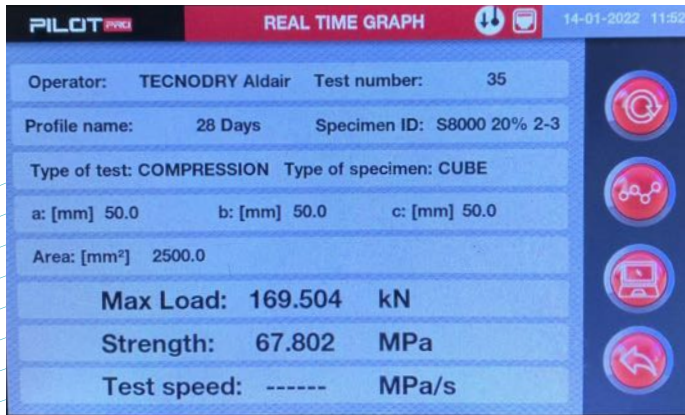 PILOT PRO REAL TIME GRAPH 14-01-2022 11:52
Operator: TECNODRY Aldair Test number: 35
Profile name: 28 Days Specimen ID: S8000 20% 2-3
Type of test: COMPRESSION Type of specimen: CUBE
a: [mm] 50.0 b: [mm] 50.0 c: [mm] 50.0
Area: [mm²] 2500.0
Max Load: 169.504 kN
Strength: 67.802 MPa
Test speed: ------ MPa/s